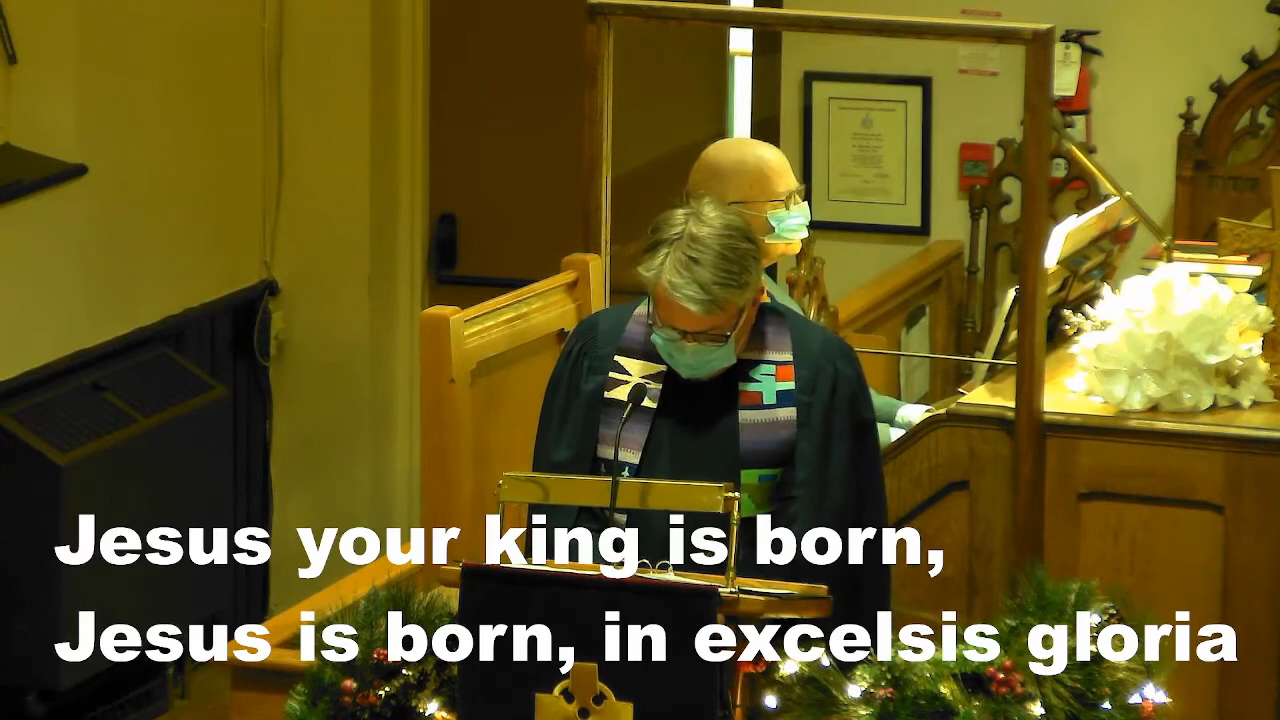 Jesus your king is born,
Jesus is born, in excelsis gloria